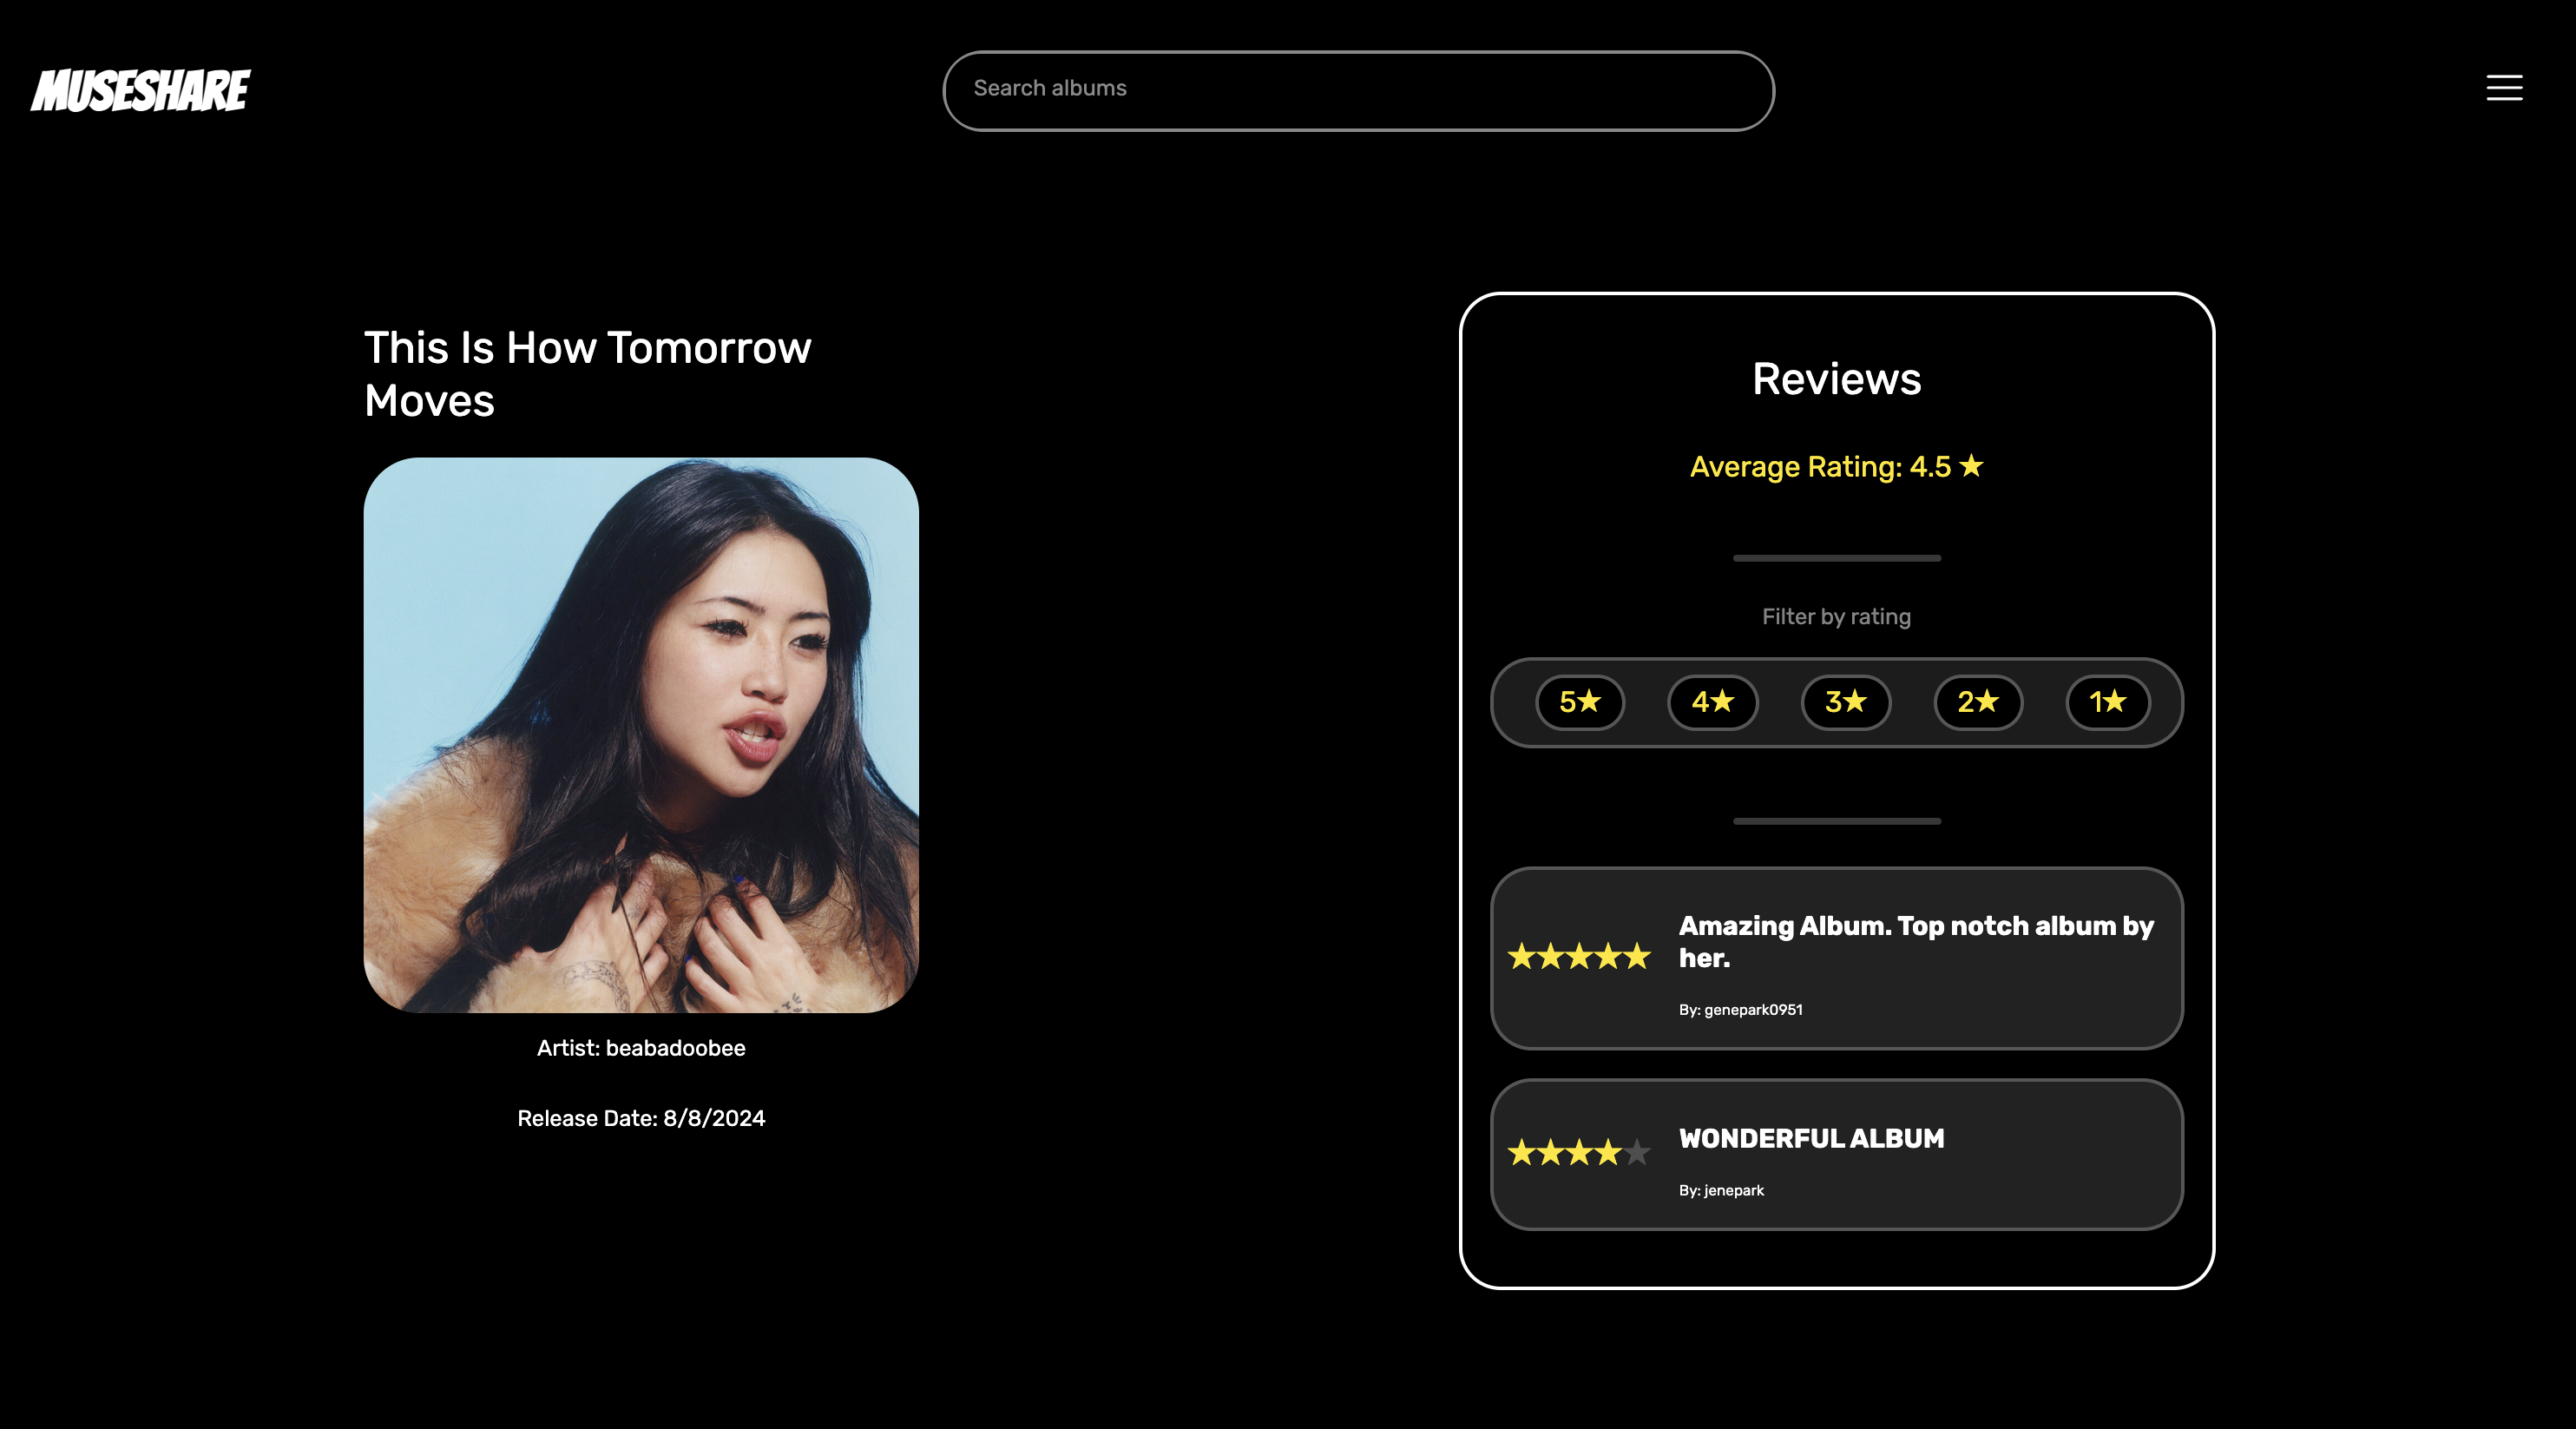 MUSESHARE
Search albums
This Is How Tomorrow
Moves
Artist: beabadoobee
Release Date: 8/8/2024
Reviews
Average Rating: 4.5 ★
Filter by rating
5★ 4★ 3★ 2★ 1★
★★★★★
Amazing Album. Top notch album by
her.
By: genepark0951
★★★★★
WONDERFUL ALBUM
By: jenepark